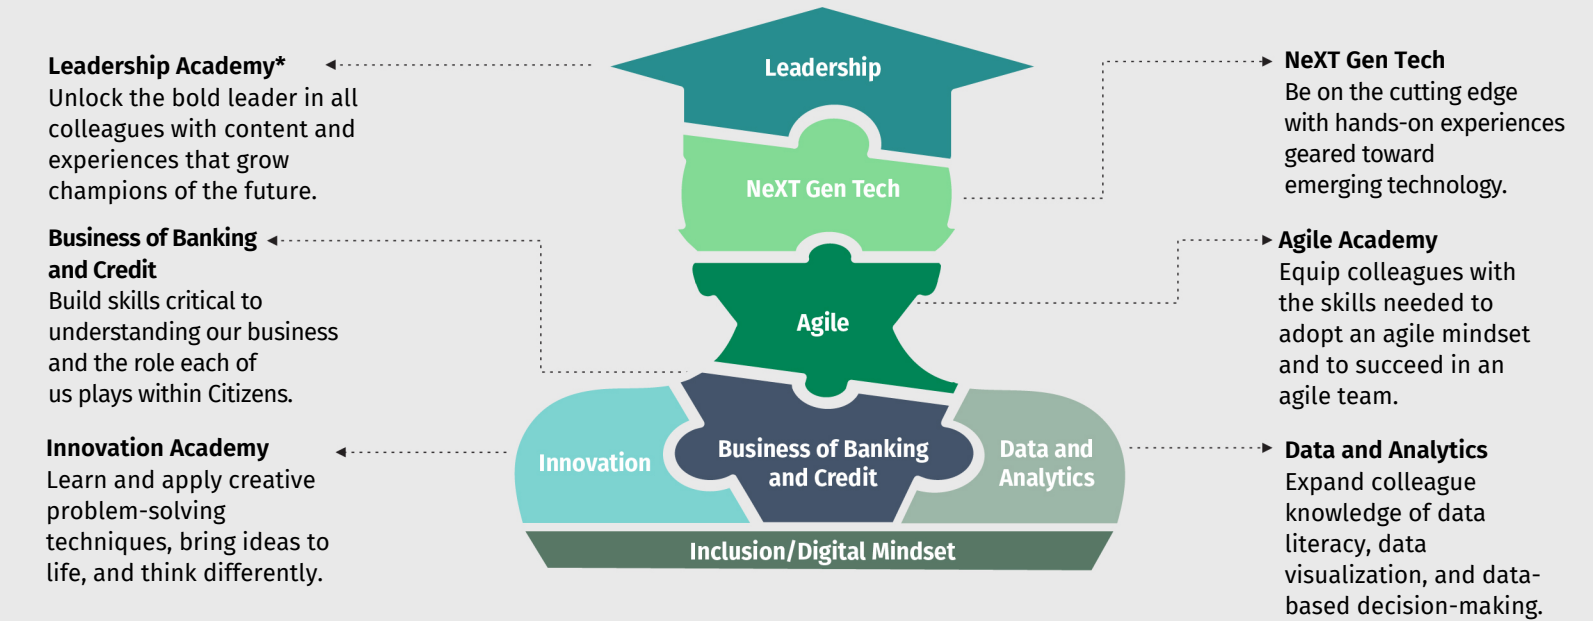 Leadership Academy*
Unlock the bold leader in all
colleagues with content and
experiences that grow
champions of the future.
Business of Banking
and Credit
Build skills critical to
understanding our business
and the role each of
us plays within Citizens.
Innovation Academy
Learn and apply creative
problem-solving
techniques, bring ideas to
life, and think differently.
Leadership
NeXT Gen Tech
Agile
Innovation
Business of Banking
and Credit
Data and
Analytics
Inclusion/Digital Mindset
NeXT Gen Tech
Be on the cutting edge
with hands-on experiences
geared toward
emerging technology.
Agile Academy
Equip colleagues with
the skills needed to
adopt an agile mindset
and to succeed in an
agile team.
Data and Analytics
Expand colleague
knowledge of data
literacy, data
visualization, and data-
based decision-making.